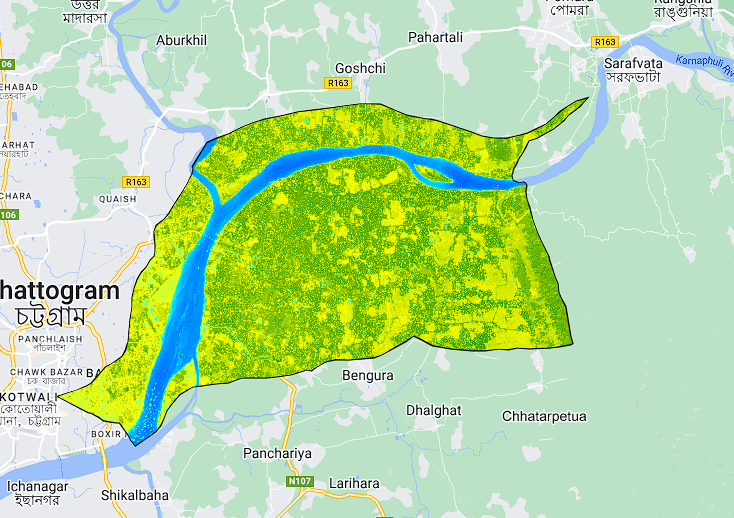 উত্তর
মাদারসা
Aburkhil
Pahartali
পোমরা
রাঙ্গুনিয়া
R163
Goshchi
Sarafvata
সরফভাটা
Karnaphuli Riv
06
EHABAD
R163
ARHAT
CHARA
R163
QUAISH
106
hattogram
চট্টগ্রাম
PANCHLAISH
পাঁচলাইশ
CHAWK BAZAR
চক বাজার
BA
KOTWALI
কোতোয়ালী
থানা, চট্টগ্রাম
BOXIR
Bengura
Dhalghat
Chhatarpetua
Panchariya
N107
Larihara
Ichanagar
ইছানগর
Shikalbaha